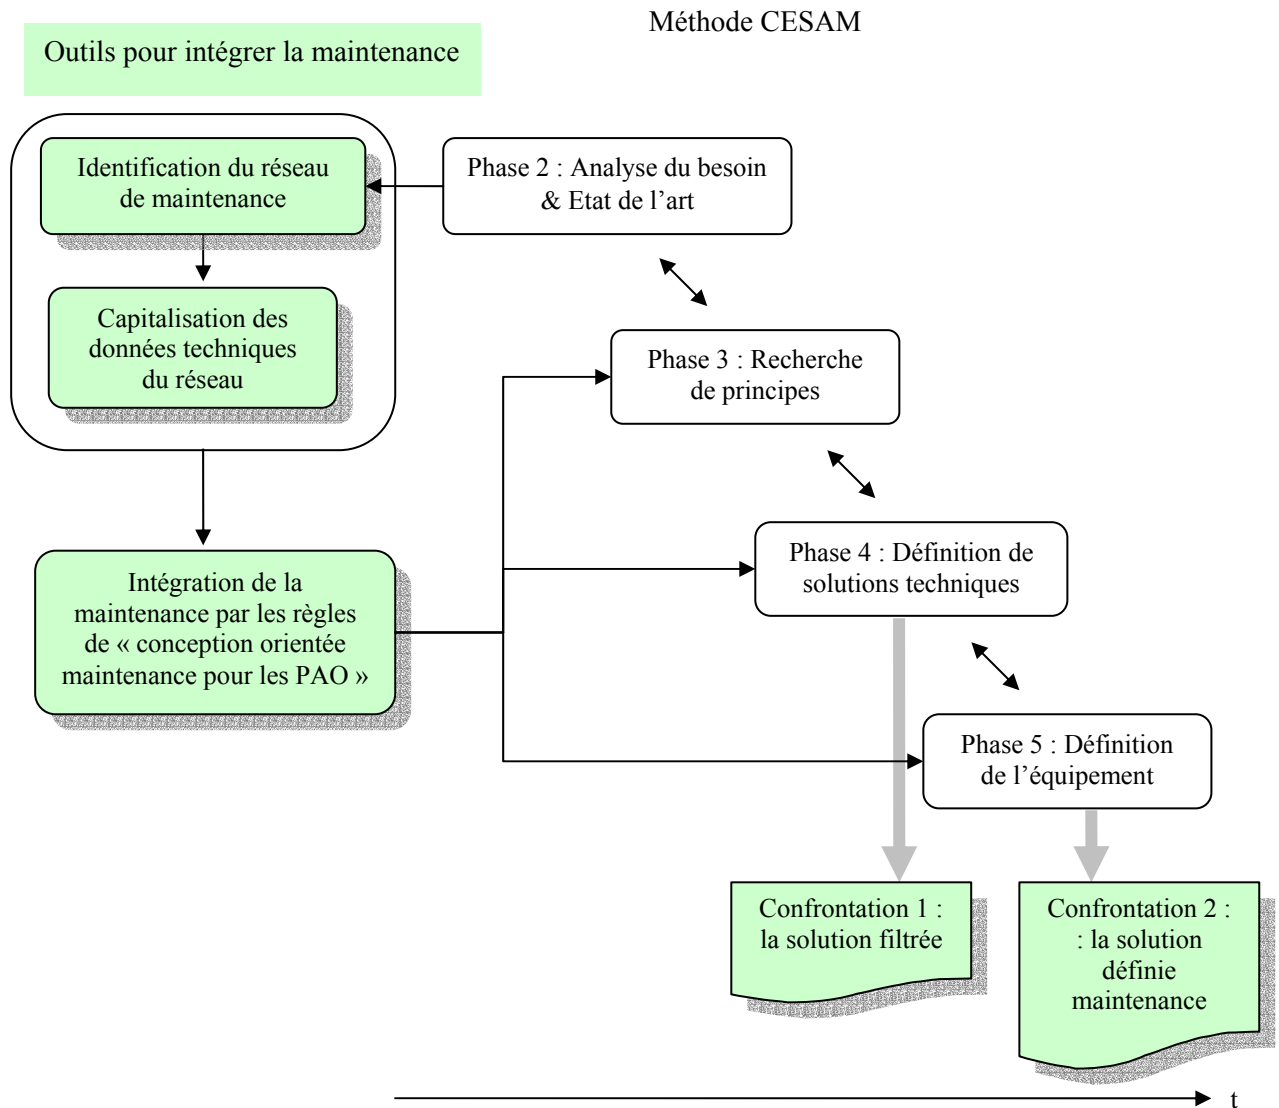 Méthode CESAM
Outils pour intégrer la maintenance
Identification du réseau
de maintenance
Phase 2 : Analyse du besoin
& Etat de l’art
Capitalisation des
données techniques
du réseau
Phase 3 : Recherche
de principes
Phase 4 : Définition de
solutions techniques
Intégration de la
maintenance par les règles
de « conception orientée
maintenance pour les PAO »
Phase 5 : Définition
de l’équipement
Confrontation 1 :
la solution filtrée
Confrontation 2 :
: la solution
définie
maintenance
t